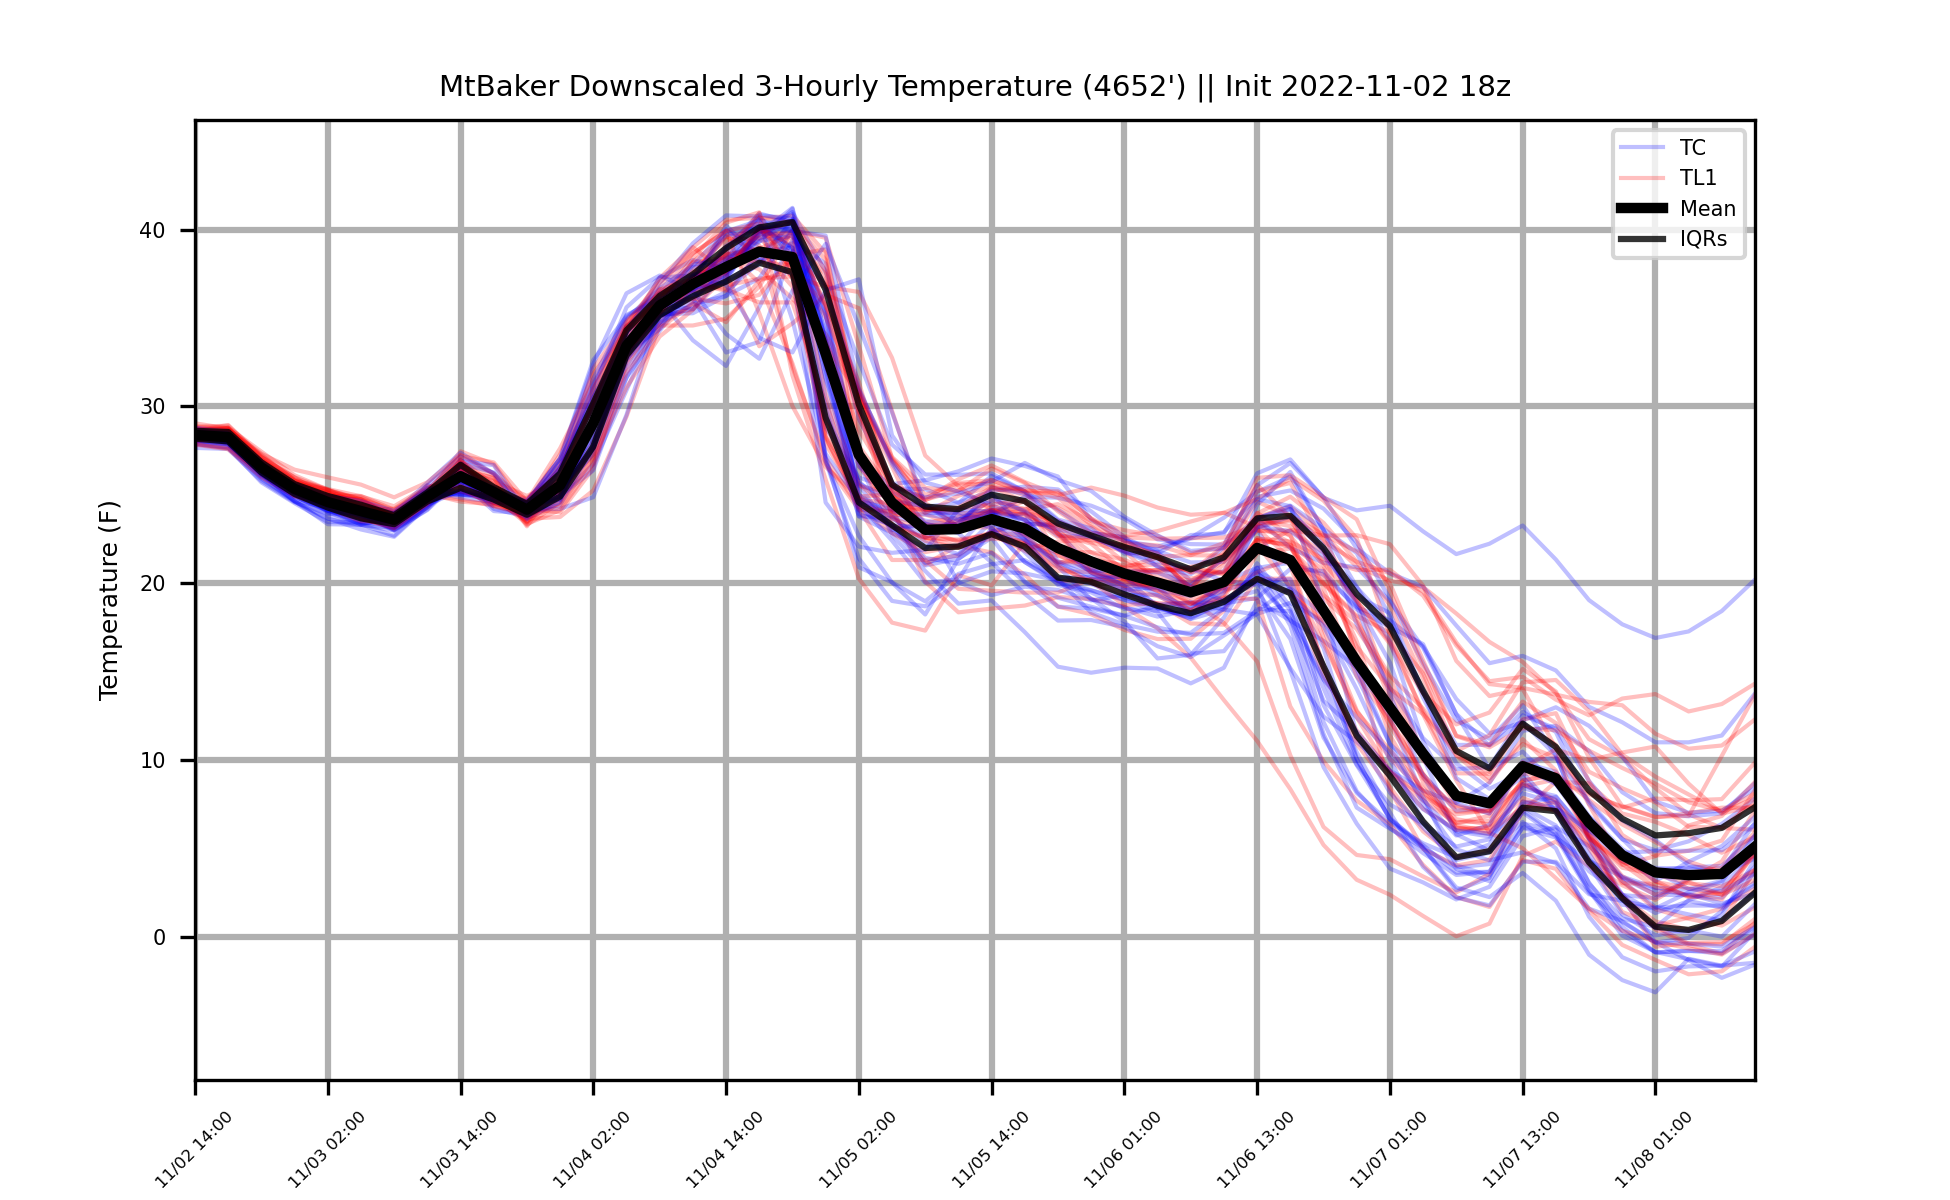 MtBaker Downscaled 3-Hourly Temperature (4652') || Init 2022-11-02 18z
TC
TL1
Mean
IQRs
Temperature (F)
40
30
20
10
0
11/02 14:00
11/03 02:00
11/03 14:00
11/04 02:00
11/04 14:00
11/05 02:00
11/05 14:00
11/06 01:00
11/06 13:00
11/07 01:00
11/07 13:00
11/08 01:00